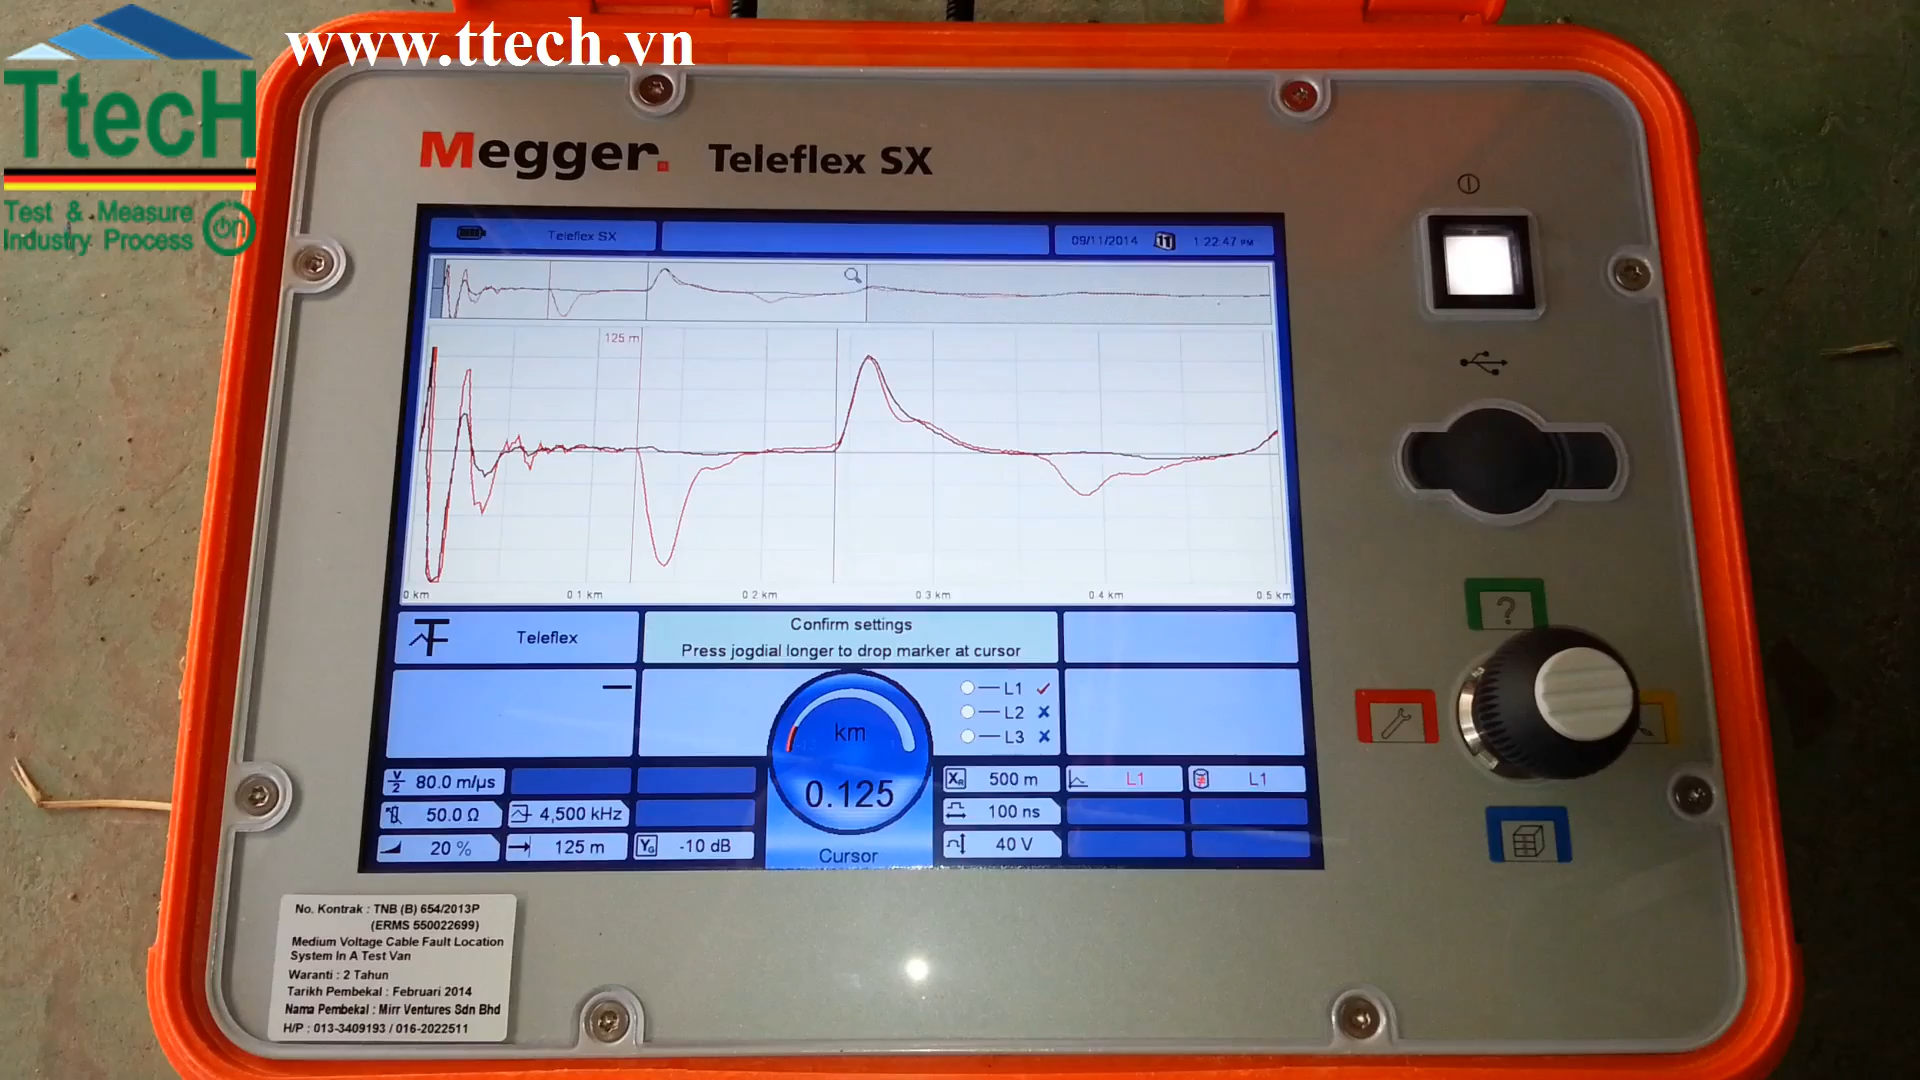 www.ttech.vn
TtecH
Test & Measure
Industry Process
on
Megger. Teleflex SX
Teleflex SX
09/11/2014 11 1:22:47 PM
125 m
0 km 0.1 km 0.2 km 0.3 km 0.4 km 0.5 km
Teleflex
Confirm settings
Press jogdial longer to drop marker at cursor
L1
L2
L3
km
0.125
Cursor
V/2 80.0 m/µs
50.0 Ω 4,500 kHz
20 % 125 m -10 dB
500 m L1 L1
100 ns
40 V
No. Kontrak : TNB (B) 654/2013P
(ERMS 550022699)
Medium Voltage Cable Fault Location
System In A Test Van
Waranti : 2 Tahun
Tarikh Pembekal : Februari 2014
Nama Pembekal : Mirr Ventures Sdn Bhd
H/P : 013-3409193 / 016-2022511